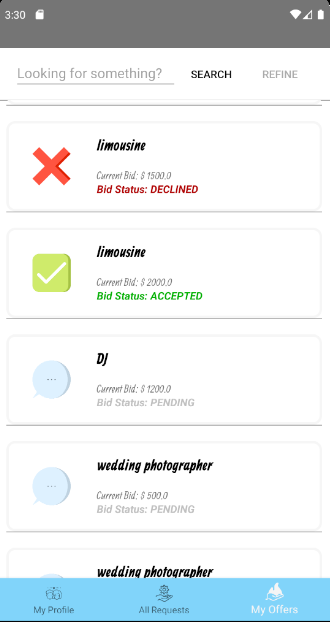 3:30
Looking for something? SEARCH REFINE
limousine
Current Bid: $ 1500.0
Bid Status: DECLINED
limousine
Current Bid: $ 2000.0
Bid Status: ACCEPTED
DJ
Current Bid: $ 1200.0
Bid Status: PENDING
wedding photographer
Current Bid: $ 500.0
Bid Status: PENDING
wedding photographer
My Profile All Requests My Offers